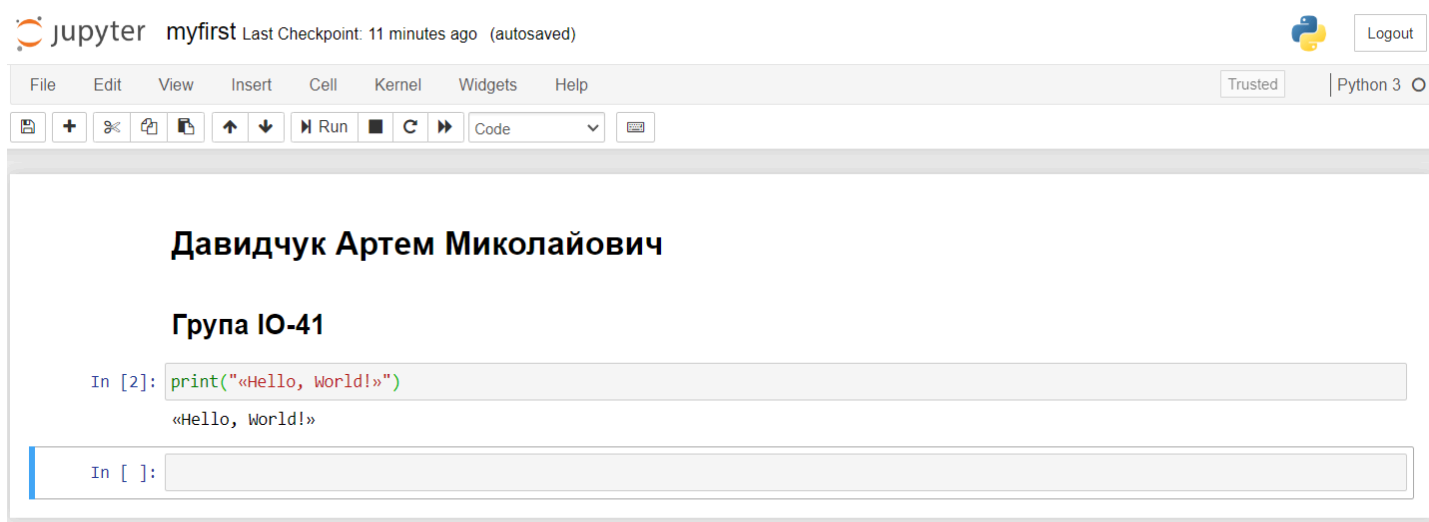 jupyter myfirst Last Checkpoint: 11 minutes ago (autosaved) Logout
File Edit View Insert Cell Kernel Widgets Help Trusted Python 3
Run Code
Давидчук Артем Миколайович
Група ІО-41
In [2]: print("«Hello, World!»")
«Hello, World!»
In [ ]: